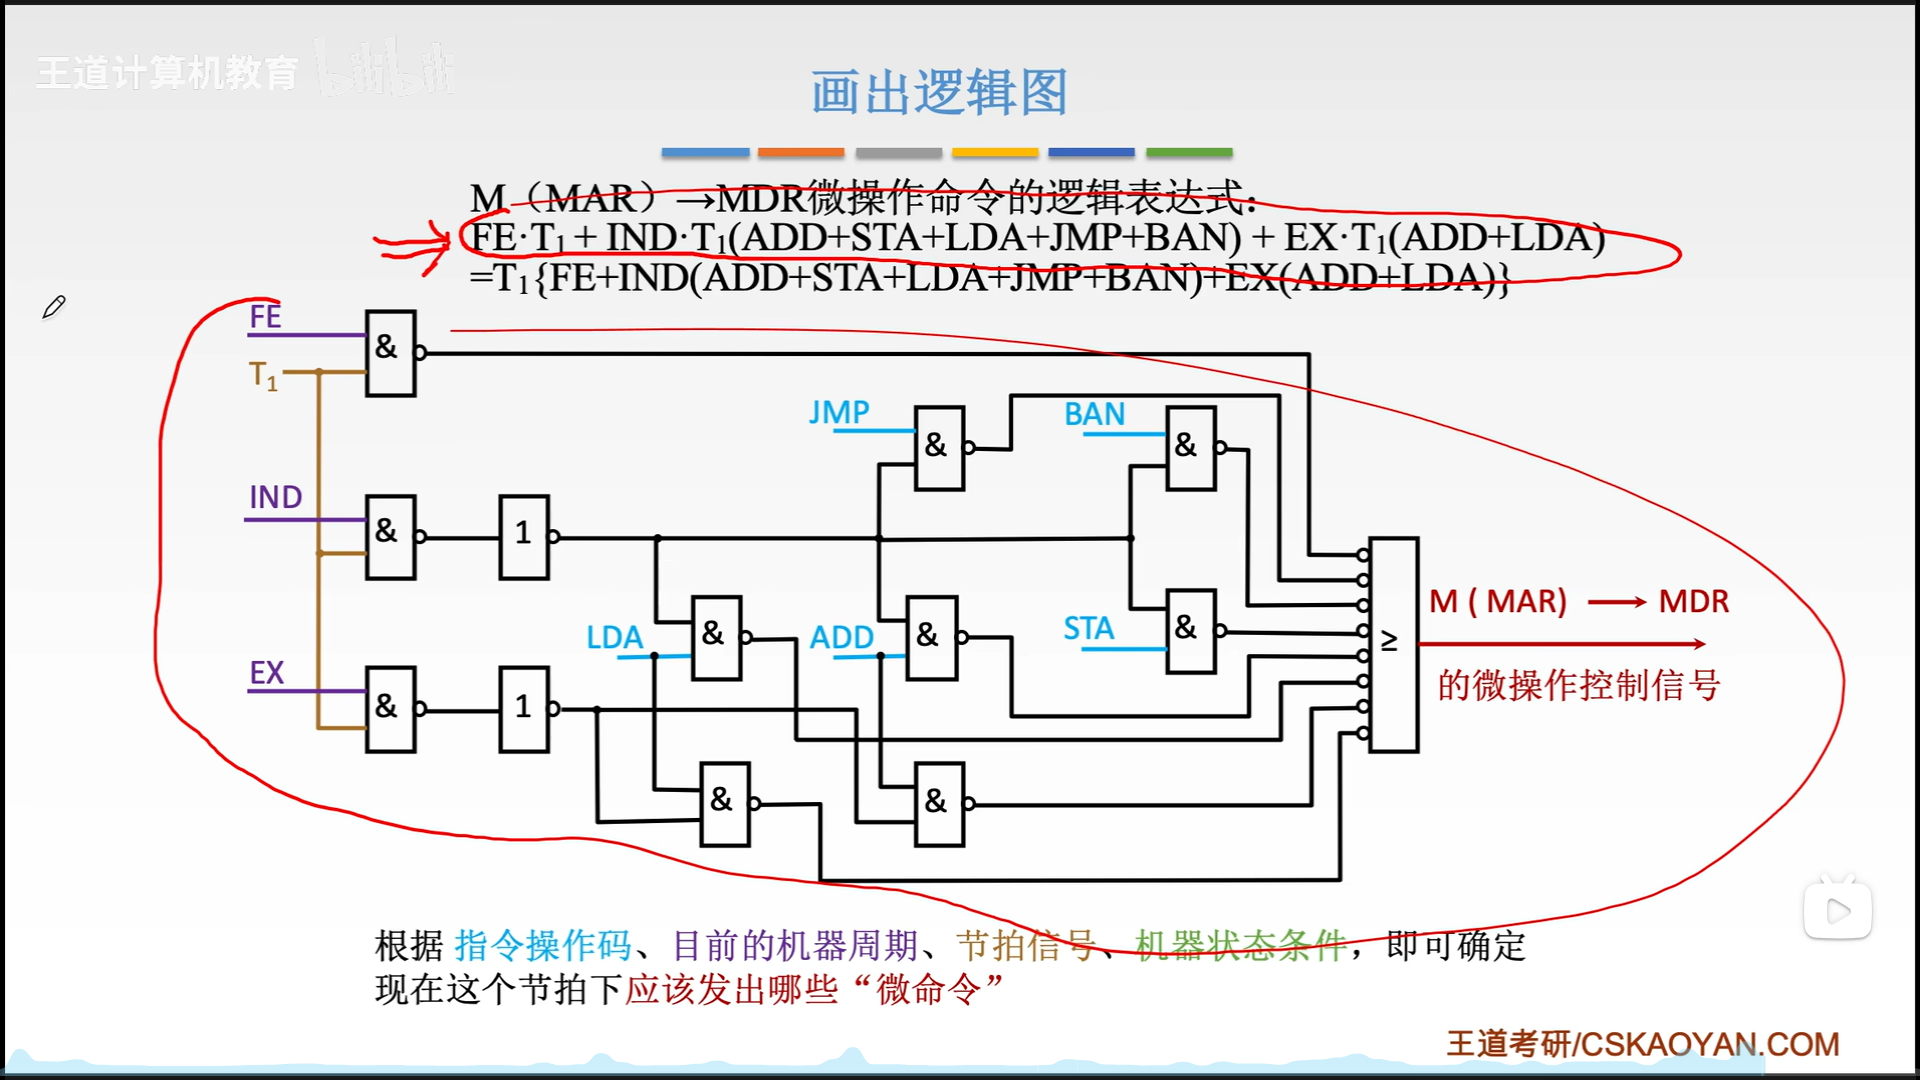 王道计算机教育 bilibili
画出逻辑图
M（MAR）→MDR微操作命令的逻辑表达式：
FE·T₁ + IND·T₁(ADD+STA+LDA+JMP+BAN) + EX·T₁(ADD+LDA)
=T₁{FE+IND(ADD+STA+LDA+JMP+BAN)+EX(ADD+LDA)}
FE
&
T₁
JMP
&
BAN
&
IND
&
1
LDA
&
ADD
&
STA
&
≥
M ( MAR) → MDR
的微操作控制信号
EX
&
1
&
&
根据 指令操作码、目前的机器周期、节拍信号、机器状态条件，即可确定
现在这个节拍下应该发出哪些“微命令”
王道考研/CSKAOYAN.COM